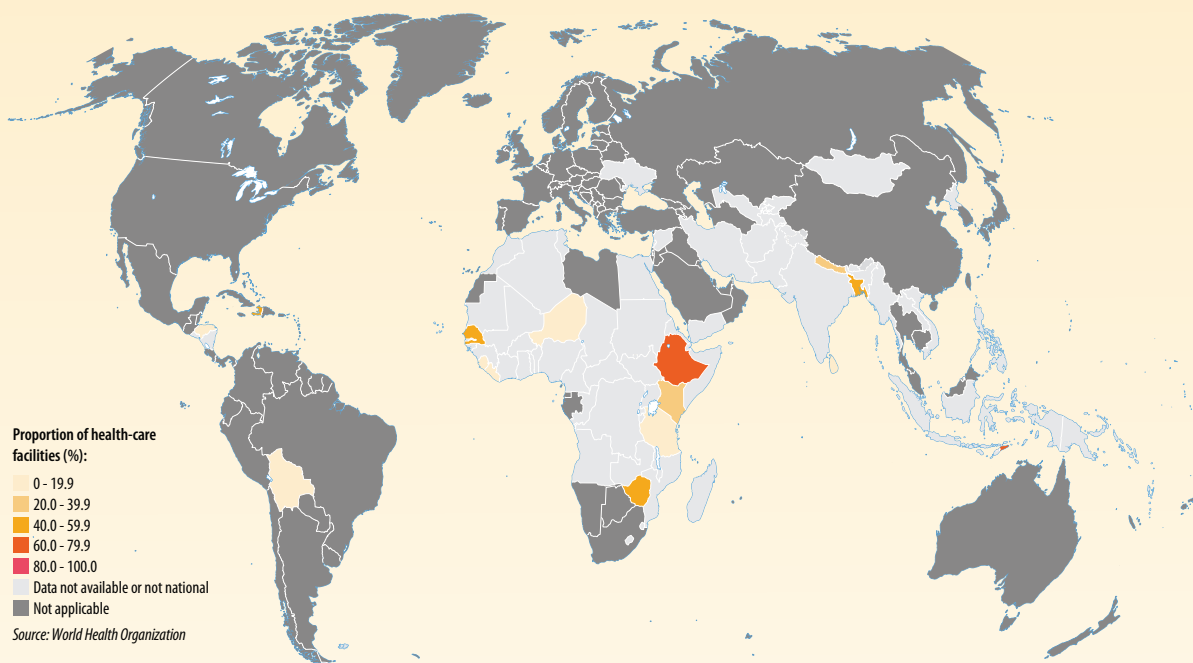 Proportion of health-care
facilities (%):
0 - 19.9
20.0 - 39.9
40.0 - 59.9
60.0 - 79.9
80.0 - 100.0
Data not available or not national
Not applicable
Source: World Health Organization